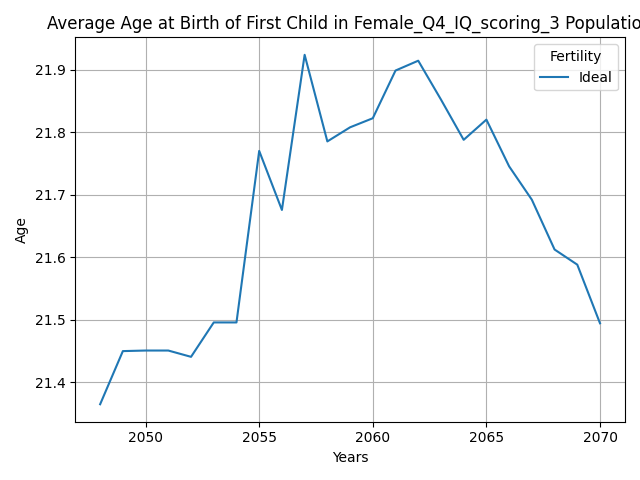 Average Age at Birth of First Child in Female_Q4_IQ_scoring_3 Populatio
Fertility
Ideal
21.9
21.8
21.7
21.6
21.5
21.4
Age
2050 2055 2060 2065 2070
Years